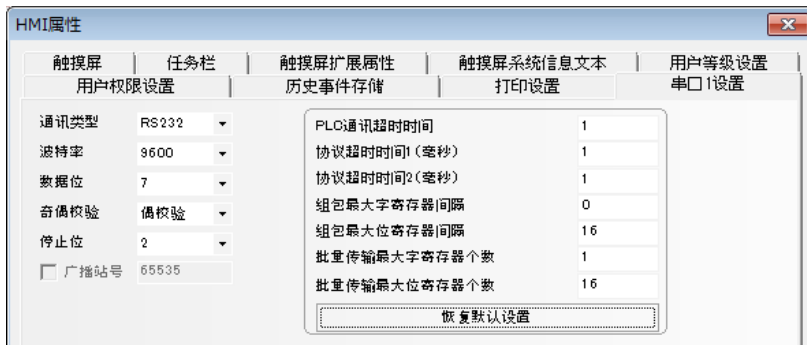 HMI属性
触摸屏 任务栏 触摸屏扩展属性 触摸屏系统信息文本 用户等级设置
用户权限设置 历史事件存储 打印设置 串口1设置
通讯类型 RS232
波特率 9600
数据位 7
奇偶校验 偶校验
停止位 2
广播站号 65535
PLC通讯超时时间 1
协议超时时间1(毫秒) 1
协议超时时间2(毫秒) 1
组包最大字寄存器间隔 0
组包最大位寄存器间隔 16
批量传输最大字寄存器个数 1
批量传输最大位寄存器个数 16
恢复默认设置